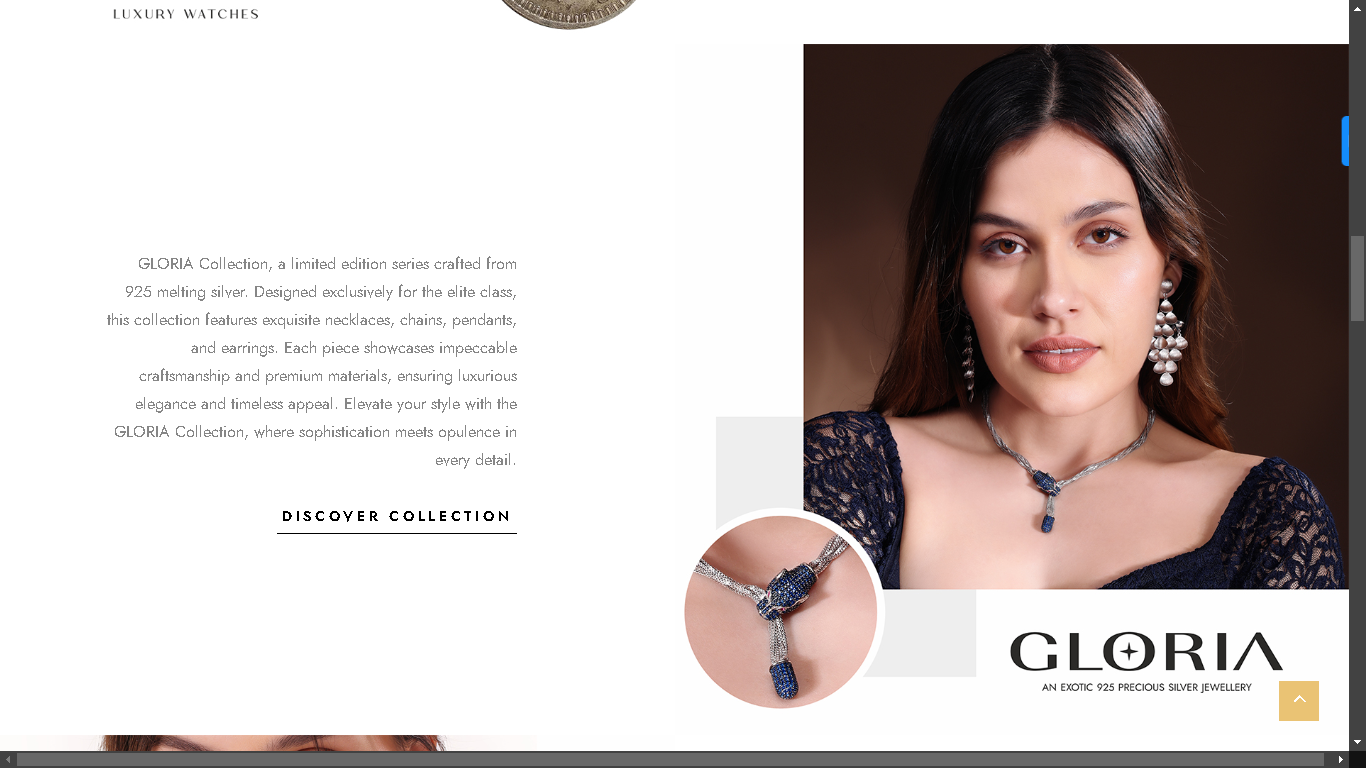 LUXURY WATCHES
GLORIA Collection, a limited edition series crafted from
925 melting silver. Designed exclusively for the elite class,
this collection features exquisite necklaces, chains, pendants,
and earrings. Each piece showcases impeccable
craftsmanship and premium materials, ensuring luxurious
elegance and timeless appeal. Elevate your style with the
GLORIA Collection, where sophistication meets opulence in
every detail.
DISCOVER COLLECTION
GLORIA
AN EXOTIC 925 PRECIOUS SILVER JEWELLERY